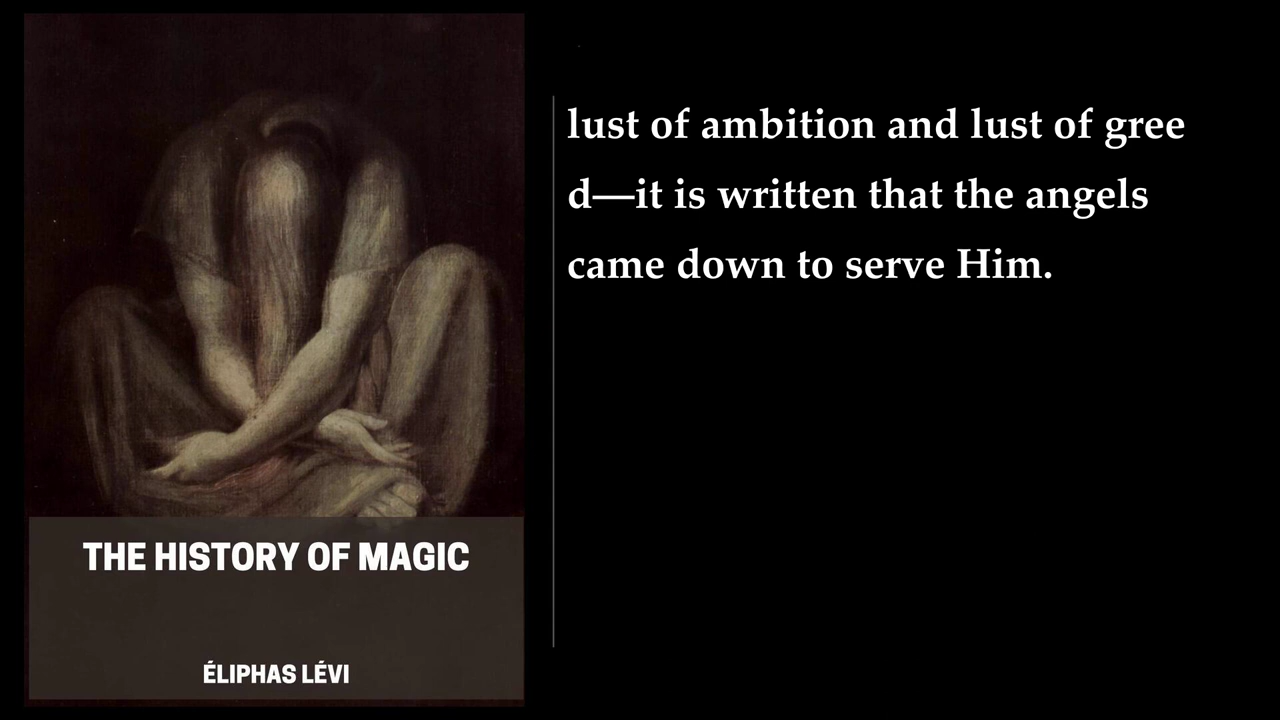 THE HISTORY OF MAGIC
ÉLIPHAS LÉVI
lust of ambition and lust of gree
d—it is written that the angels
came down to serve Him.